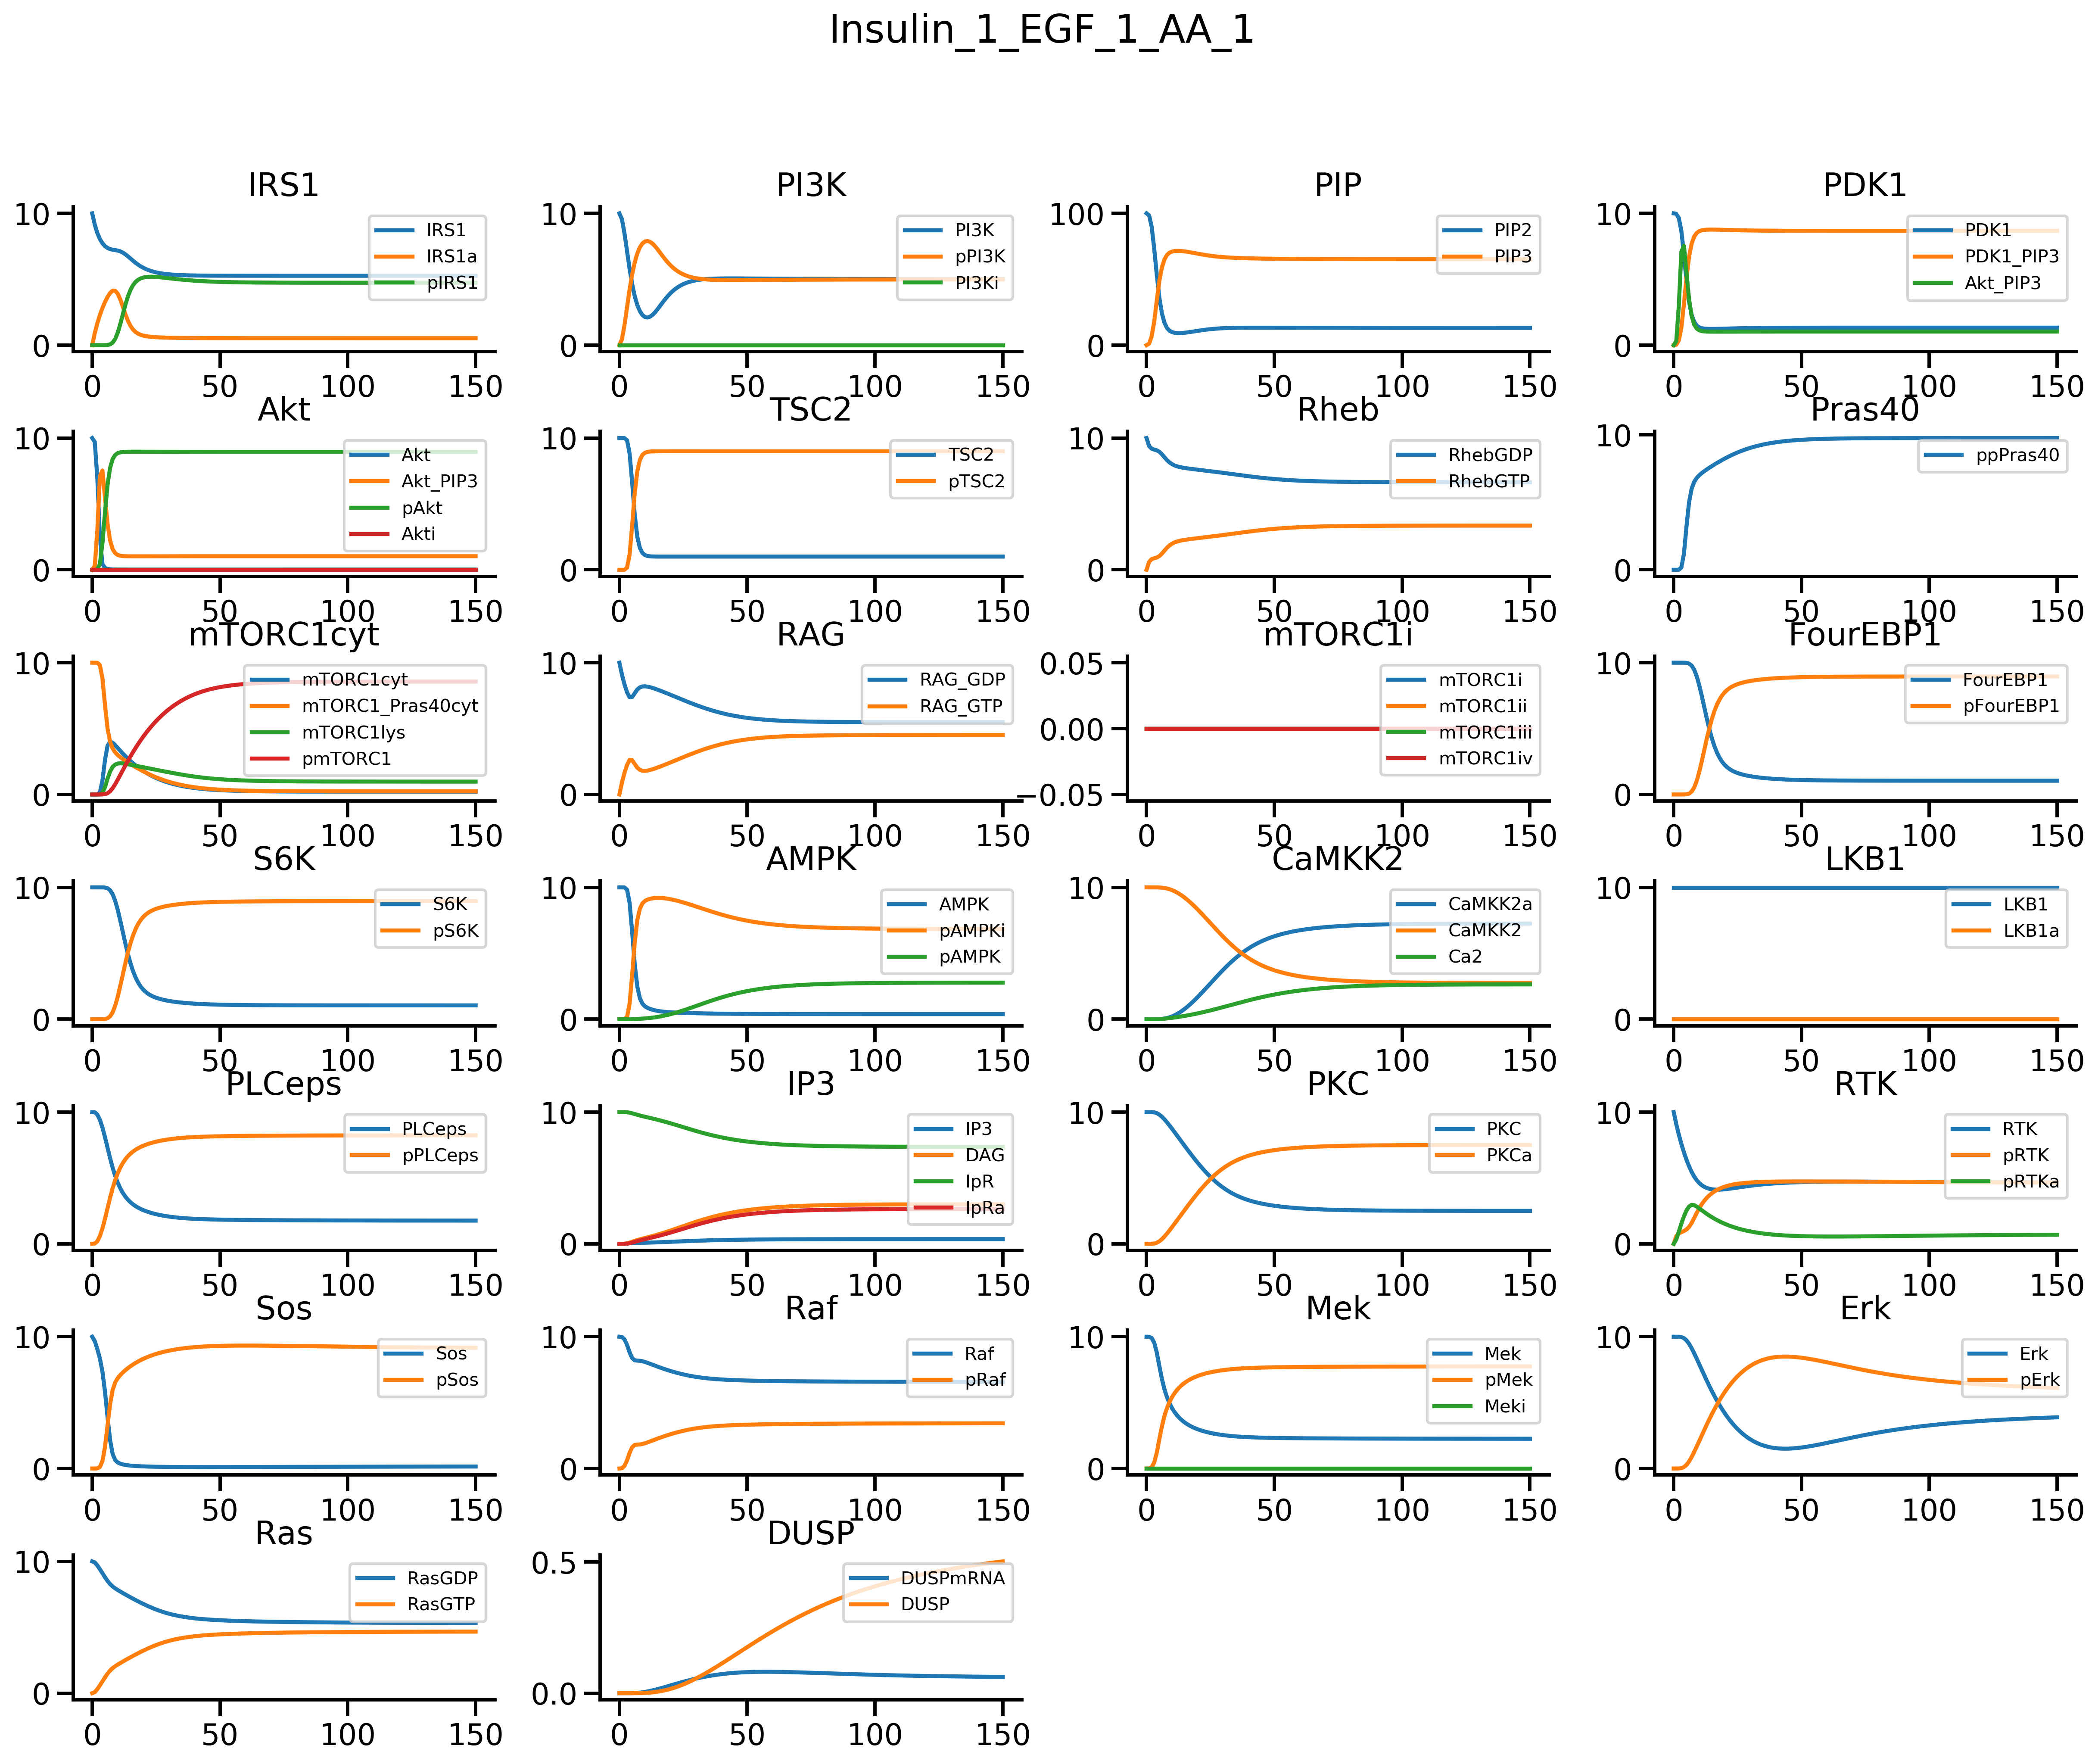 Insulin_1_EGF_1_AA_1
IRS1
10
0
0 50 100 150
IRS1
IRS1a
pIRS1
PI3K
10
0
0 50 100 150
PI3K
pPI3K
PI3Ki
PIP
100
0
0 50 100 150
PIP2
PIP3
PDK1
10
0
0 50 100 150
PDK1
PDK1_PIP3
Akt_PIP3
Akt
10
0
0 50 100 150
Akt
Akt_PIP3
pAkt
Akti
TSC2
10
0
0 50 100 150
TSC2
pTSC2
Rheb
10
0
0 50 100 150
RhebGDP
RhebGTP
Pras40
10
0
0 50 100 150
ppPras40
mTORC1cyt
10
0
0 50 100 150
mTORC1cyt
mTORC1_Pras40cyt
mTORC1lys
pmTORC1
RAG
10
0
0 50 100 150
RAG_GDP
RAG_GTP
mTORC1i
0.05
0.00
−0.05
0 50 100 150
mTORC1i
mTORC1ii
mTORC1iii
mTORC1iv
FourEBP1
10
0
0 50 100 150
FourEBP1
pFourEBP1
S6K
10
0
0 50 100 150
S6K
pS6K
AMPK
10
0
0 50 100 150
AMPK
pAMPKi
pAMPK
CaMKK2
10
0
0 50 100 150
CaMKK2a
CaMKK2
Ca2
LKB1
10
0
0 50 100 150
LKB1
LKB1a
PLCeps
10
0
0 50 100 150
PLCeps
pPLCeps
IP3
10
0
0 50 100 150
IP3
DAG
IpR
IpRa
PKC
10
0
0 50 100 150
PKC
PKCa
RTK
10
0
0 50 100 150
RTK
pRTK
pRTKa
Sos
10
0
0 50 100 150
Sos
pSos
Raf
10
0
0 50 100 150
Raf
pRaf
Mek
10
0
0 50 100 150
Mek
pMek
Meki
Erk
10
0
0 50 100 150
Erk
pErk
Ras
10
0
0 50 100 150
RasGDP
RasGTP
DUSP
0.5
0.0
0 50 100 150
DUSPmRNA
DUSP